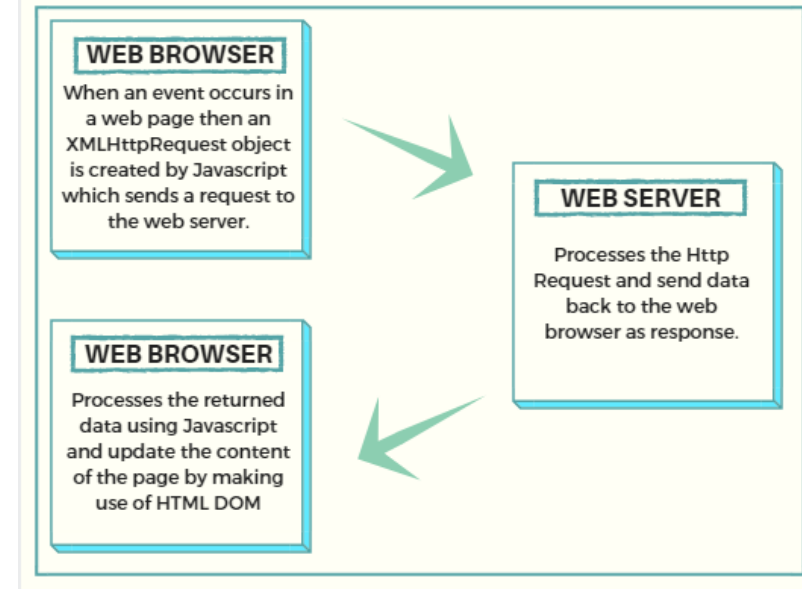 WEB BROWSER
When an event occurs in
a web page then an
XMLHttpRequest object
is created by Javascript
which sends a request to
the web server.
WEB SERVER
Processes the Http
Request and send data
back to the web
browser as response.
WEB BROWSER
Processes the returned
data using Javascript
and update the content
of the page by making
use of HTML DOM